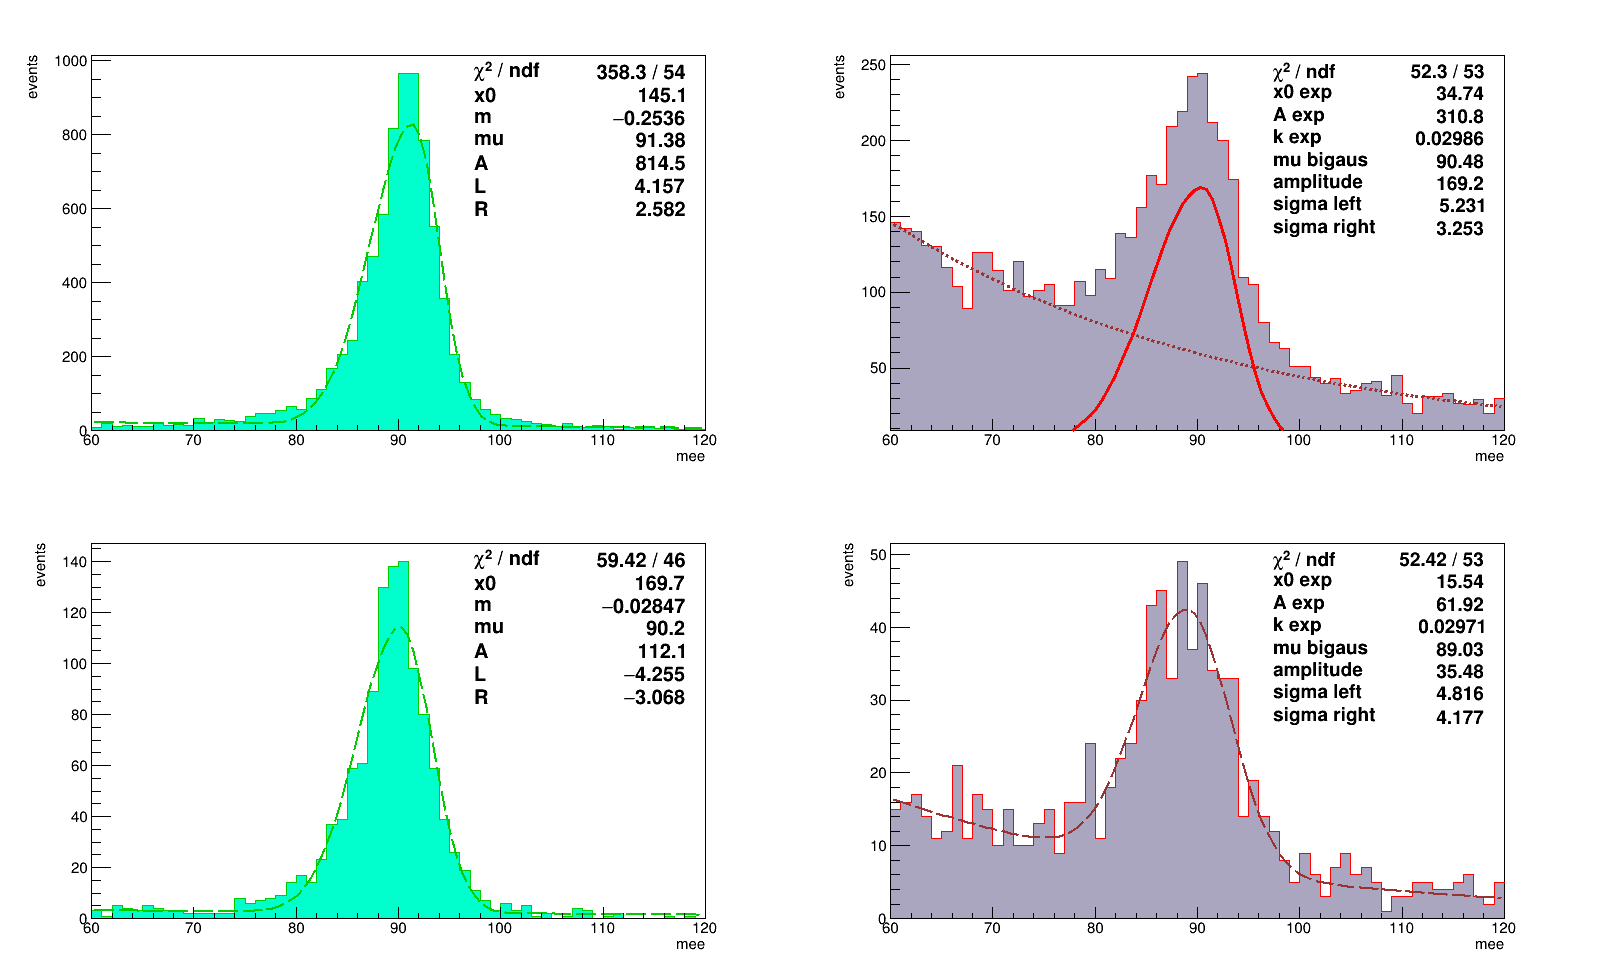 events
1000
800
600
400
200
0
60 70 80 90 100 110 120
mee
χ² / ndf 358.3 / 54
x0 145.1
m −0.2536
mu 91.38
A 814.5
L 4.157
R 2.582
events
250
200
150
100
50
60 70 80 90 100 110 120
mee
χ² / ndf 52.3 / 53
x0 exp 34.74
A exp 310.8
k exp 0.02986
mu bigaus 90.48
amplitude 169.2
sigma left 5.231
sigma right 3.253
events
140
120
100
80
60
40
20
0
60 70 80 90 100 110 120
mee
χ² / ndf 59.42 / 46
x0 169.7
m −0.02847
mu 90.2
A 112.1
L −4.255
R −3.068
events
50
40
30
20
10
0
60 70 80 90 100 110 120
mee
χ² / ndf 52.42 / 53
x0 exp 15.54
A exp 61.92
k exp 0.02971
mu bigaus 89.03
amplitude 35.48
sigma left 4.816
sigma right 4.177